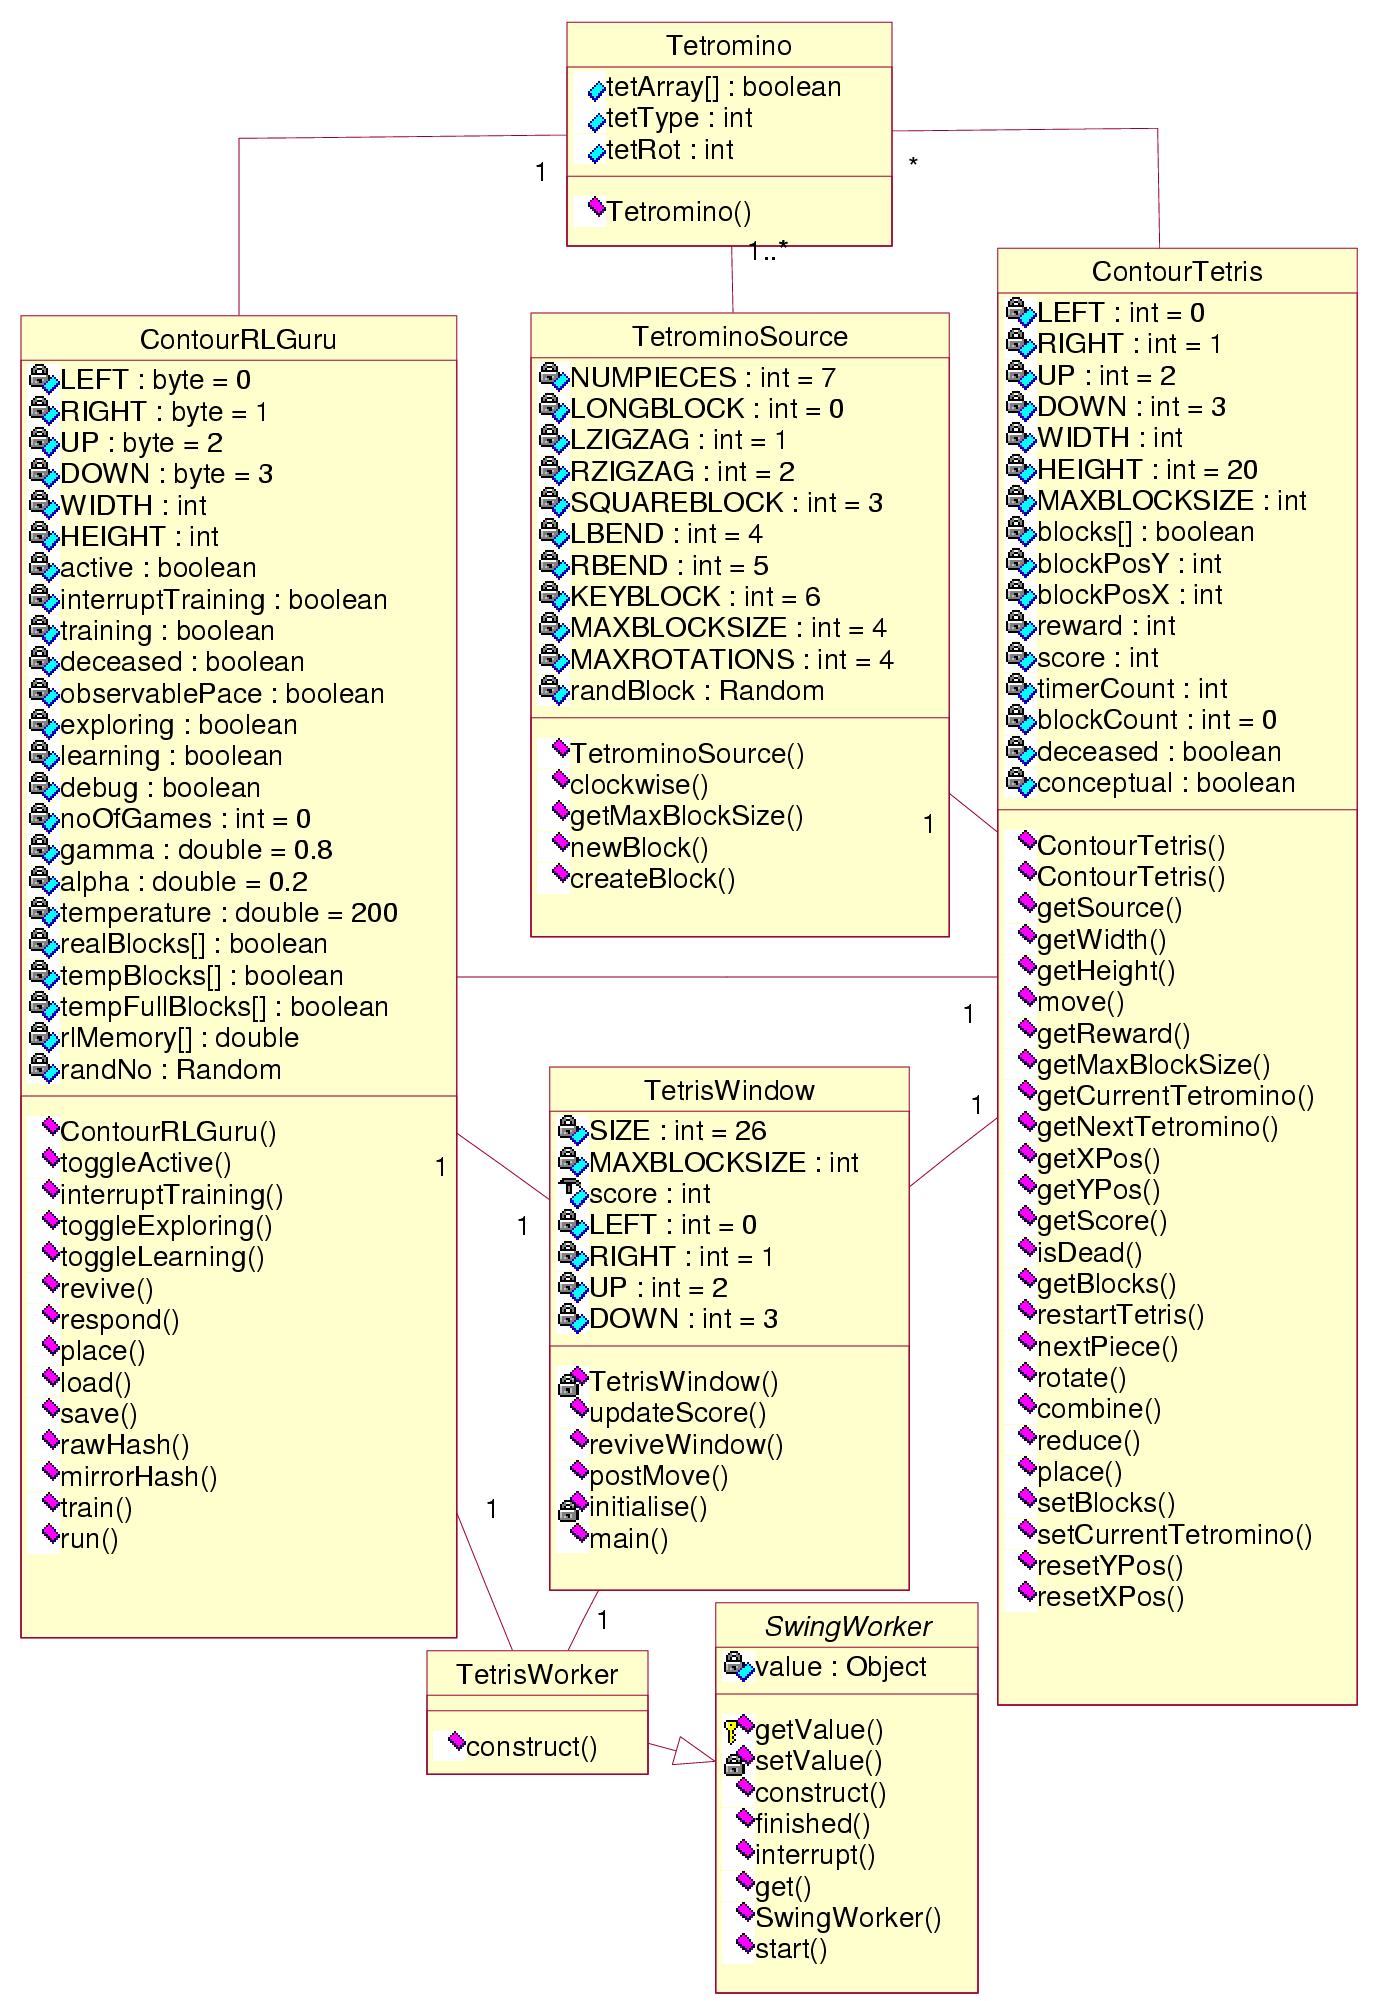 Tetromino
tetArray[] : boolean
tetType : int
tetRot : int
Tetromino()
1
*
1..*
ContourRLGuru
LEFT : byte = 0
RIGHT : byte = 1
UP : byte = 2
DOWN : byte = 3
WIDTH : int
HEIGHT : int
active : boolean
interruptTraining : boolean
training : boolean
deceased : boolean
observablePace : boolean
exploring : boolean
learning : boolean
debug : boolean
noOfGames : int = 0
gamma : double = 0.8
alpha : double = 0.2
temperature : double = 200
realBlocks[] : boolean
tempBlocks[] : boolean
tempFullBlocks[] : boolean
rlMemory[] : double
randNo : Random
ContourRLGuru()
toggleActive()
interruptTraining()
toggleExploring()
toggleLearning()
revive()
respond()
place()
load()
save()
rawHash()
mirrorHash()
train()
run()
TetrominoSource
NUMPIECES : int = 7
LONGBLOCK : int = 0
LZIGZAG : int = 1
RZIGZAG : int = 2
SQUAREBLOCK : int = 3
LBEND : int = 4
RBEND : int = 5
KEYBLOCK : int = 6
MAXBLOCKSIZE : int = 4
MAXROTATIONS : int = 4
randBlock : Random
TetrominoSource()
clockwise()
getMaxBlockSize()
newBlock()
createBlock()
1
ContourTetris
LEFT : int = 0
RIGHT : int = 1
UP : int = 2
DOWN : int = 3
WIDTH : int
HEIGHT : int = 20
MAXBLOCKSIZE : int
blocks[] : boolean
blockPosY : int
blockPosX : int
reward : int
score : int
timerCount : int
blockCount : int = 0
deceased : boolean
conceptual : boolean
ContourTetris()
ContourTetris()
getSource()
getWidth()
getHeight()
move()
getReward()
getMaxBlockSize()
getCurrentTetromino()
getNextTetromino()
getXPos()
getYPos()
getScore()
isDead()
getBlocks()
restartTetris()
nextPiece()
rotate()
combine()
reduce()
place()
setBlocks()
setCurrentTetromino()
resetYPos()
resetXPos()
1
1
1
1
TetrisWindow
SIZE : int = 26
MAXBLOCKSIZE : int
score : int
LEFT : int = 0
RIGHT : int = 1
UP : int = 2
DOWN : int = 3
TetrisWindow()
updateScore()
reviveWindow()
postMove()
initialise()
main()
1
1
TetrisWorker
construct()
SwingWorker
value : Object
getValue()
setValue()
construct()
finished()
interrupt()
get()
SwingWorker()
start()